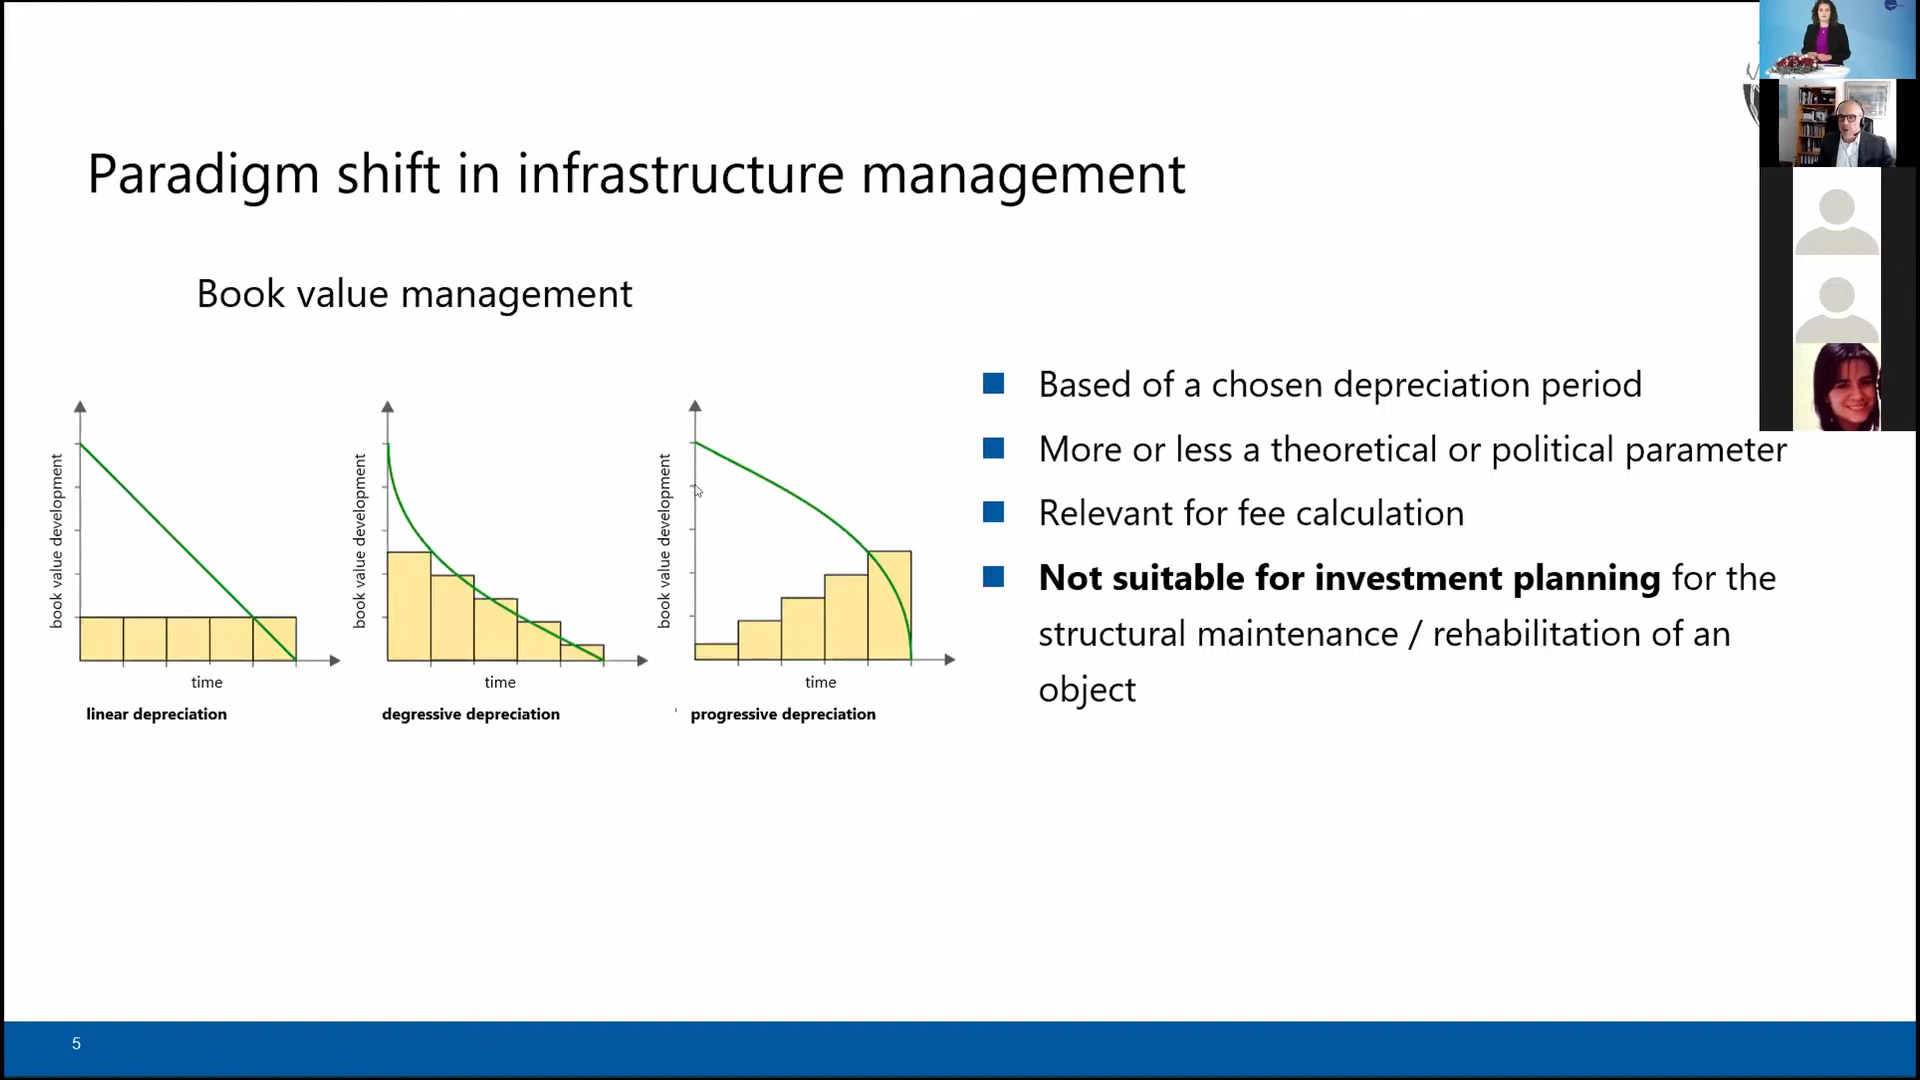 Paradigm shift in infrastructure management
Book value management
book value development
time
linear depreciation
book value development
time
degressive depreciation
book value development
time
progressive depreciation
Based of a chosen depreciation period
More or less a theoretical or political parameter
Relevant for fee calculation
Not suitable for investment planning for the
structural maintenance / rehabilitation of an
object
5